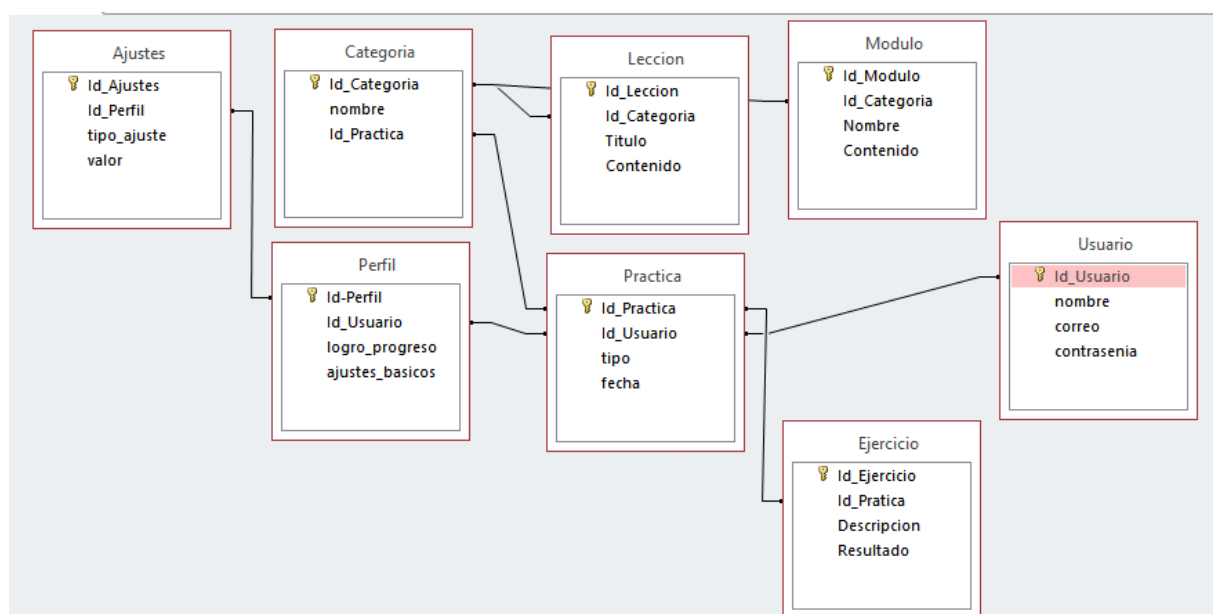 Ajustes
Id_Ajustes
Id_Perfil
tipo_ajuste
valor
Categoria
Id_Categoria
nombre
Id_Practica
Leccion
Id_Leccion
Id_Categoria
Titulo
Contenido
Modulo
Id_Modulo
Id_Categoria
Nombre
Contenido
Perfil
Id-Perfil
Id_Usuario
logro_progreso
ajustes_basicos
Practica
Id_Practica
Id_Usuario
tipo
fecha
Usuario
Id_Usuario
nombre
correo
contrasenia
Ejercicio
Id_Ejercicio
Id_Pratica
Descripcion
Resultado